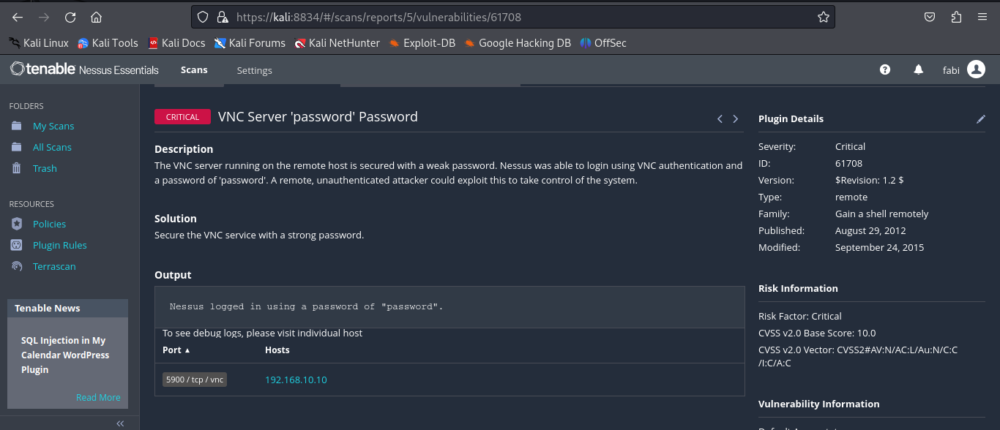 https://kali:8834/#/scans/reports/5/vulnerabilities/61708
Kali Linux
Kali Tools
Kali Docs
Kali Forums
Kali NetHunter
Exploit-DB
Google Hacking DB
OffSec
tenable Nessus Essentials
Scans
Settings
?
fabi
FOLDERS
My Scans
All Scans
Trash
RESOURCES
Policies
Plugin Rules
Terrascan
Tenable News
SQL Injection in My
Calendar WordPress
Plugin
Read More
CRITICAL
VNC Server 'password' Password
Description
The VNC server running on the remote host is secured with a weak password. Nessus was able to login using VNC authentication and
a password of 'password'. A remote, unauthenticated attacker could exploit this to take control of the system.
Solution
Secure the VNC service with a strong password.
Output
Nessus logged in using a password of "password".
To see debug logs, please visit individual host
Port ▲ Hosts
5900 / tcp / vnc 192.168.10.10
Plugin Details
Severity: Critical
ID: 61708
Version: $Revision: 1.2 $
Type: remote
Family: Gain a shell remotely
Published: August 29, 2012
Modified: September 24, 2015
Risk Information
Risk Factor: Critical
CVSS v2.0 Base Score: 10.0
CVSS v2.0 Vector: CVSS2#AV:N/AC:L/Au:N/C:C
/I:C/A:C
Vulnerability Information